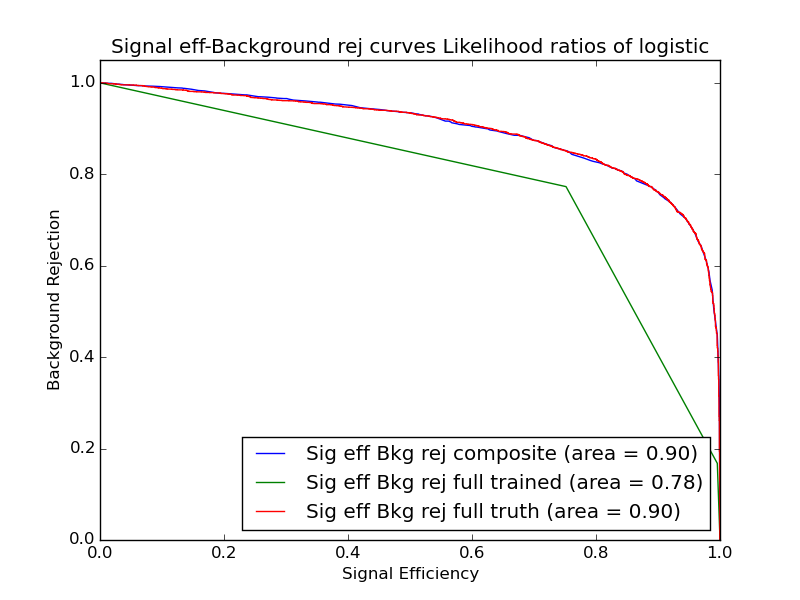 Signal eff-Background rej curves Likelihood ratios of logistic
1.0
0.8
0.6
0.4
0.2
0.0
Background Rejection
Sig eff Bkg rej composite (area = 0.90)
Sig eff Bkg rej full trained (area = 0.78)
Sig eff Bkg rej full truth (area = 0.90)
0.0 0.2 0.4 0.6 0.8 1.0
Signal Efficiency